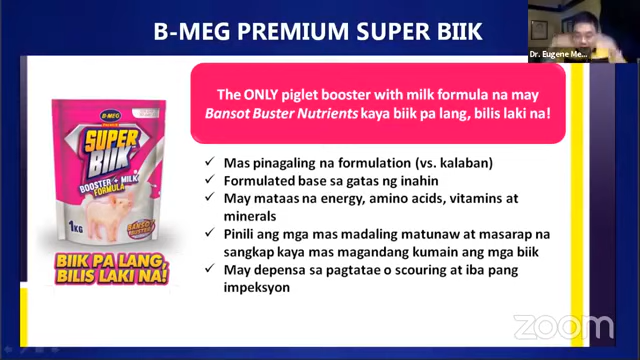 B-MEG PREMIUM SUPER BIIK
Dr. Eugene Me...
The ONLY piglet booster with milk formula na may
Bansot Buster Nutrients kaya biik pa lang, bilis laki na!
✓ Mas pinagaling na formulation (vs. kalaban)
✓ Formulated base sa gatas ng inahin
✓ May mataas na energy, amino acids, vitamins at
minerals
✓ Pinili ang mga mas madaling matunaw at masarap na
sangkap kaya mas magandang kumain ang mga biik
✓ May depensa sa pagtatae o scouring at iba pang
impeksyon
B-MEG
SUPER
BIIK
BOOSTER + MILK
FORMULA
BANSOT
BUSTER
1KG
BIIK PA LANG,
BILIS LAKI NA!
zoom